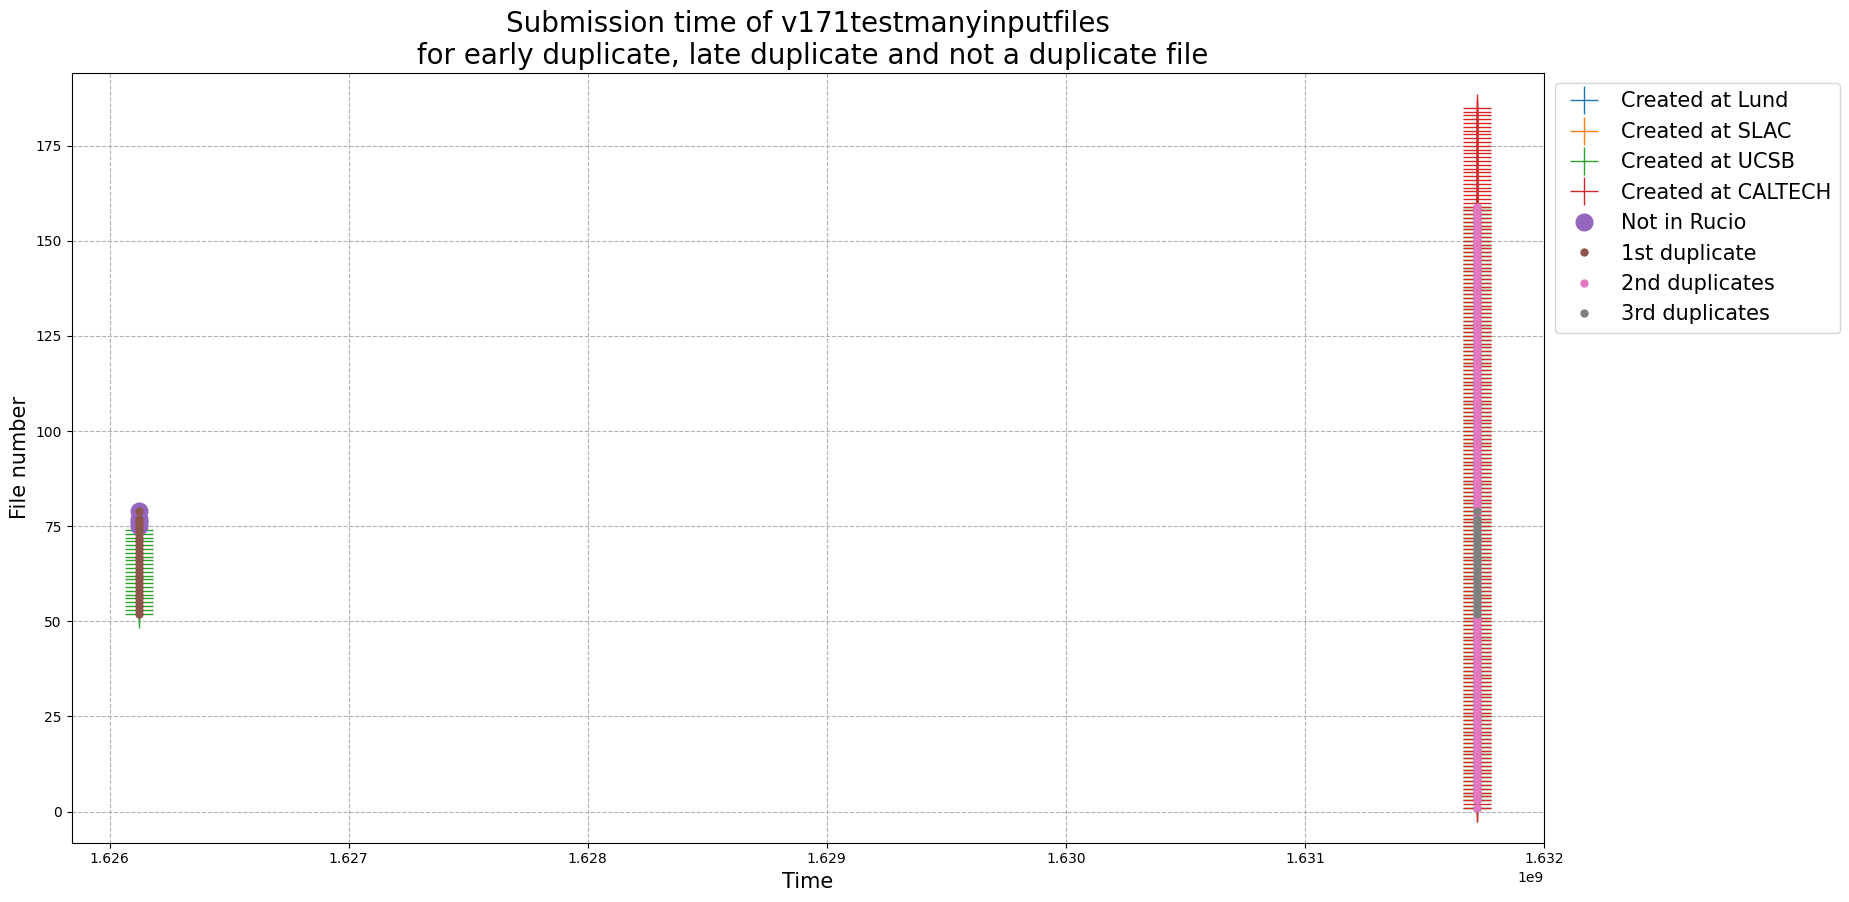 Submission time of v171testmanyinputfiles
for early duplicate, late duplicate and not a duplicate file
Created at Lund
Created at SLAC
Created at UCSB
Created at CALTECH
Not in Rucio
1st duplicate
2nd duplicates
3rd duplicates
File number
175
150
125
100
75
50
25
0
1.626 1.627 1.628 1.629 1.630 1.631 1.632
1e9
Time